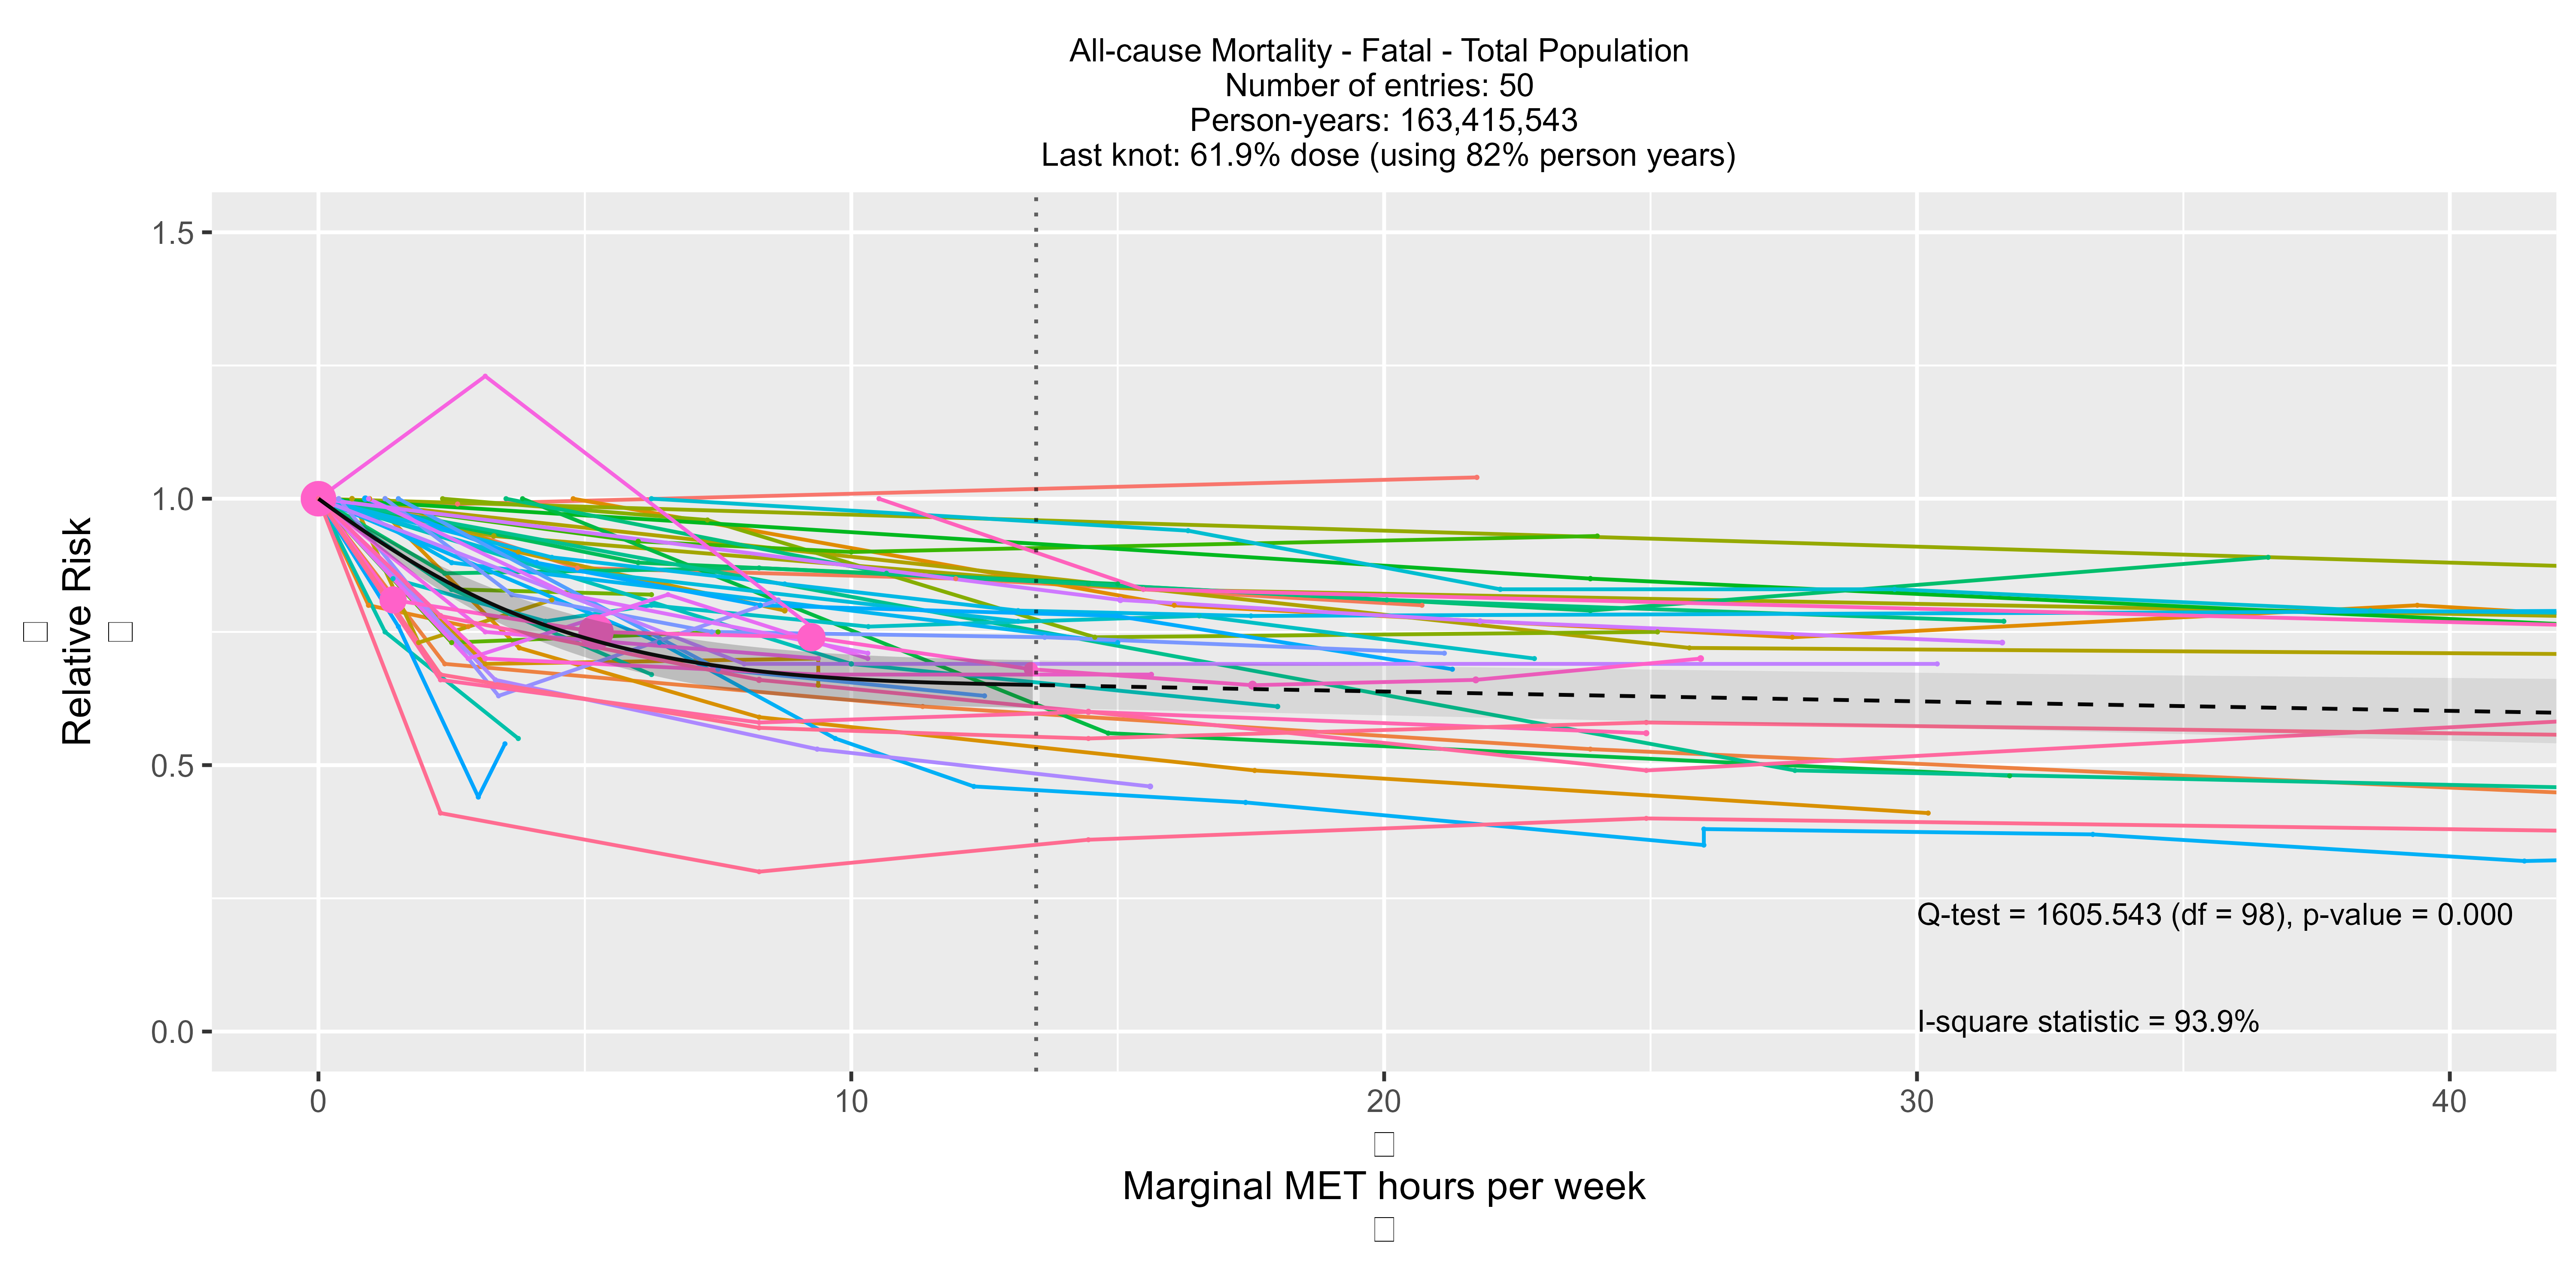 All-cause Mortality - Fatal - Total Population
Number of entries: 50
Person-years: 163,415,543
Last knot: 61.9% dose (using 82% person years)
1.5
1.0
0.5
0.0
Relative Risk
Q-test = 1605.543 (df = 98), p-value = 0.000
I-square statistic = 93.9%
0 10 20 30 40
Marginal MET hours per week